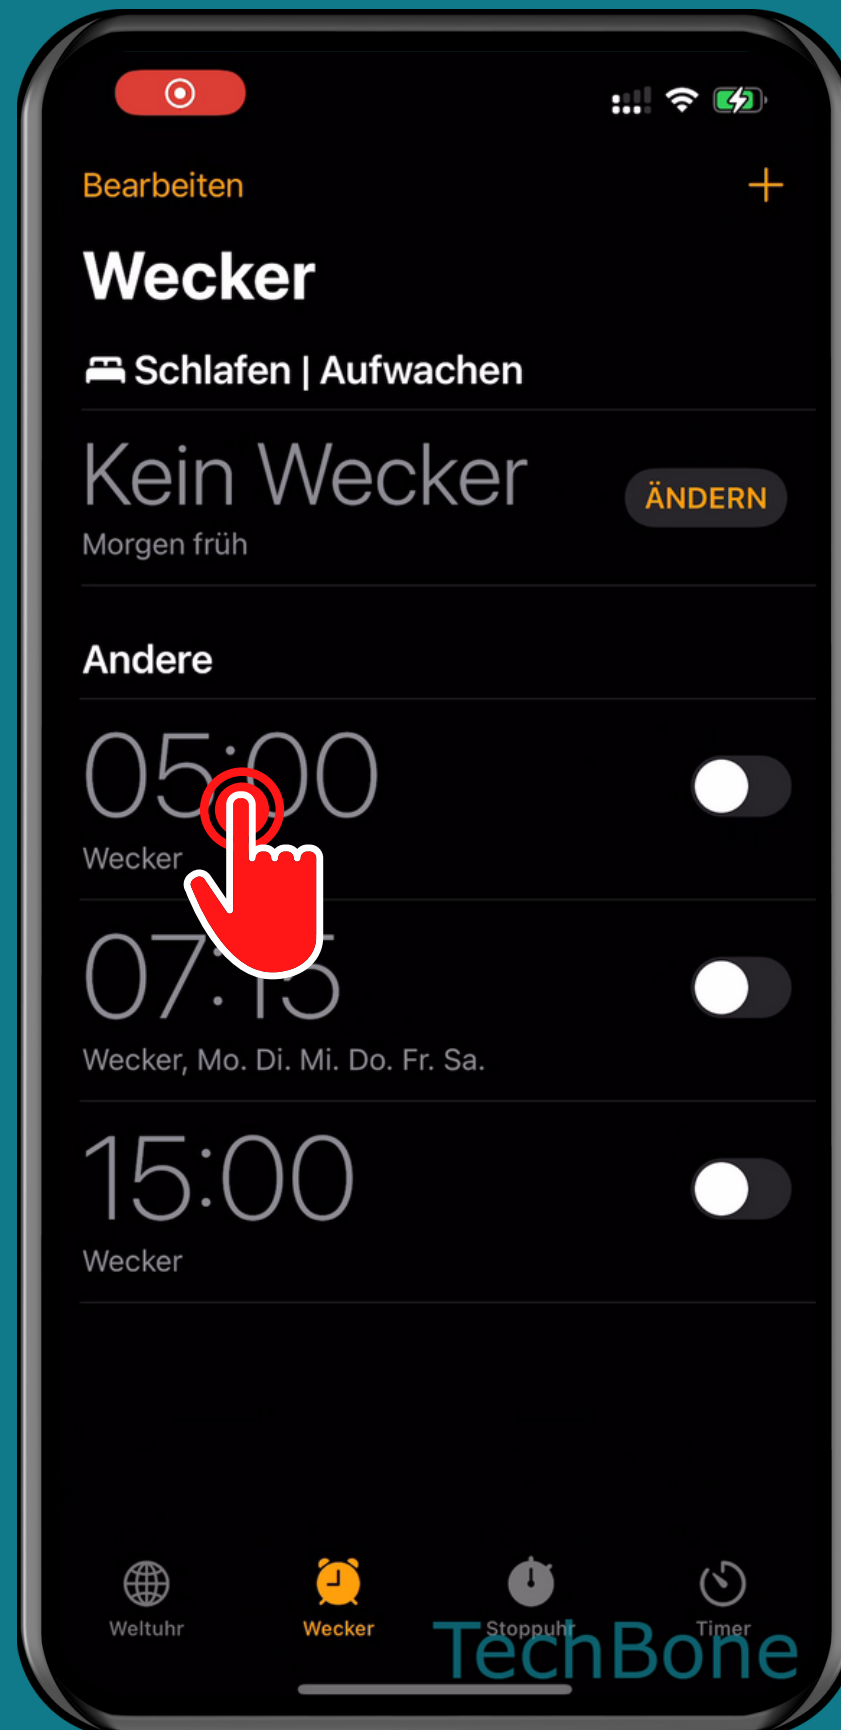 Bearbeiten
Wecker
Schlafen | Aufwachen
Kein Wecker
ÄNDERN
Morgen früh
Andere
05:00
Wecker
07:15
Wecker, Mo. Di. Mi. Do. Fr. Sa.
15:00
Wecker
Weltuhr
Wecker
Stoppuhr
Timer
TechBone